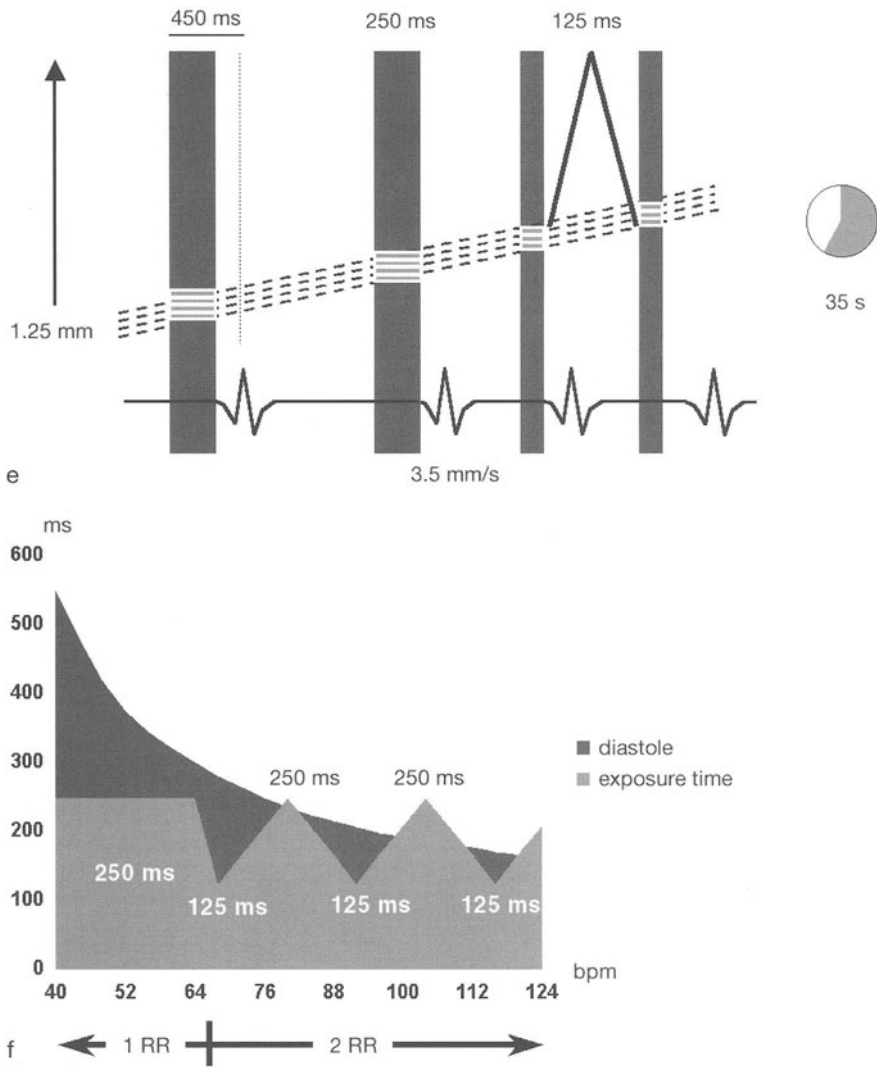 450 ms 250 ms 125 ms
1.25 mm
35 s
3.5 mm/s
e
ms
600
500
400
300
200
100
0
250 ms 250 ms
250 ms
125 ms 125 ms 125 ms
diastole
exposure time
bpm
40 52 64 76 88 100 112 124
1 RR 2 RR
f